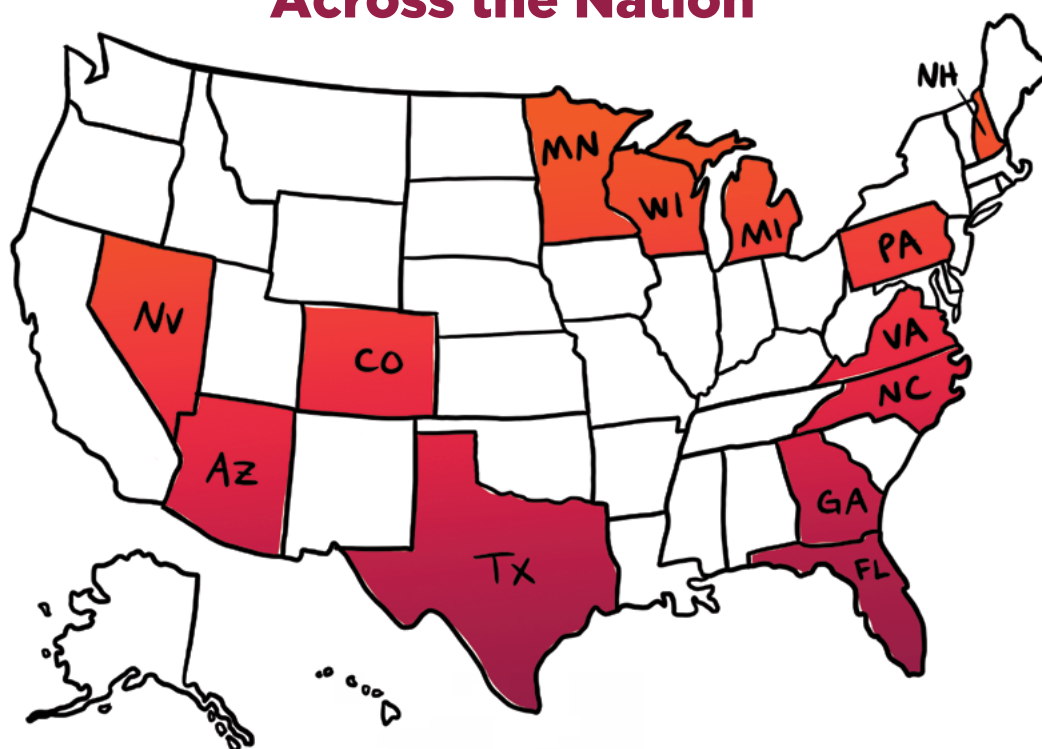 Across the Nation
NH
MN
WI
MI
PA
NV
CO
VA
NC
AZ
GA
TX
FL